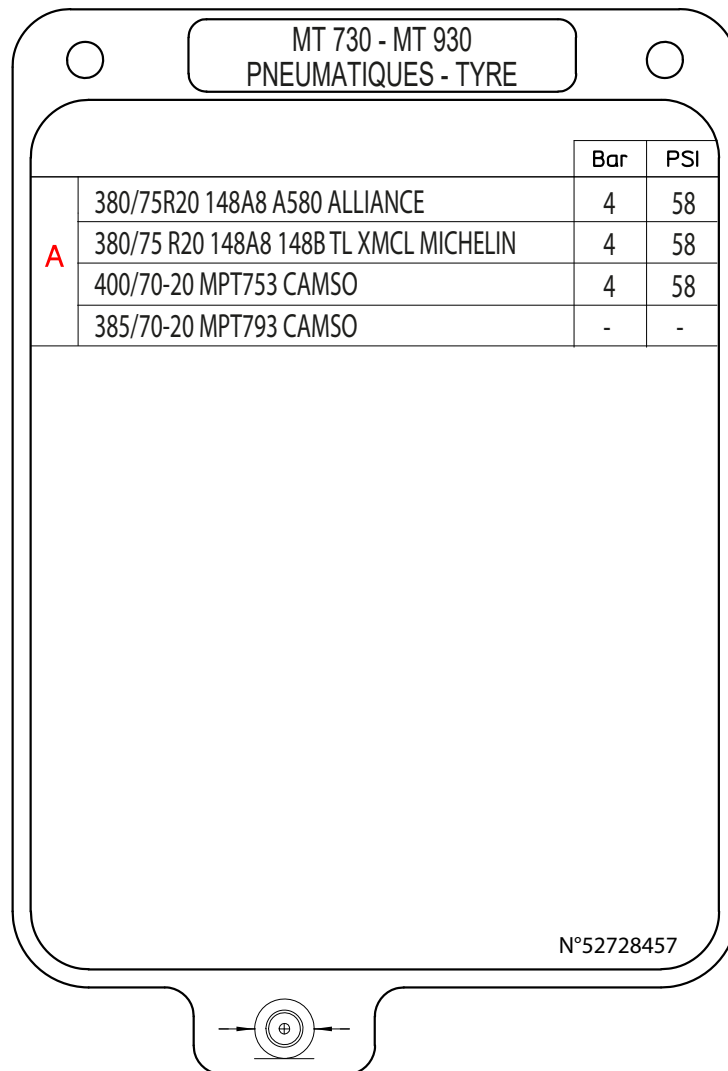 MT 730 - MT 930
PNEUMATIQUES - TYRE
Bar PSI
A
380/75R20 148A8 A580 ALLIANCE 4 58
380/75 R20 148A8 148B TL XMCL MICHELIN 4 58
400/70-20 MPT753 CAMSO 4 58
385/70-20 MPT793 CAMSO - -
N°52728457